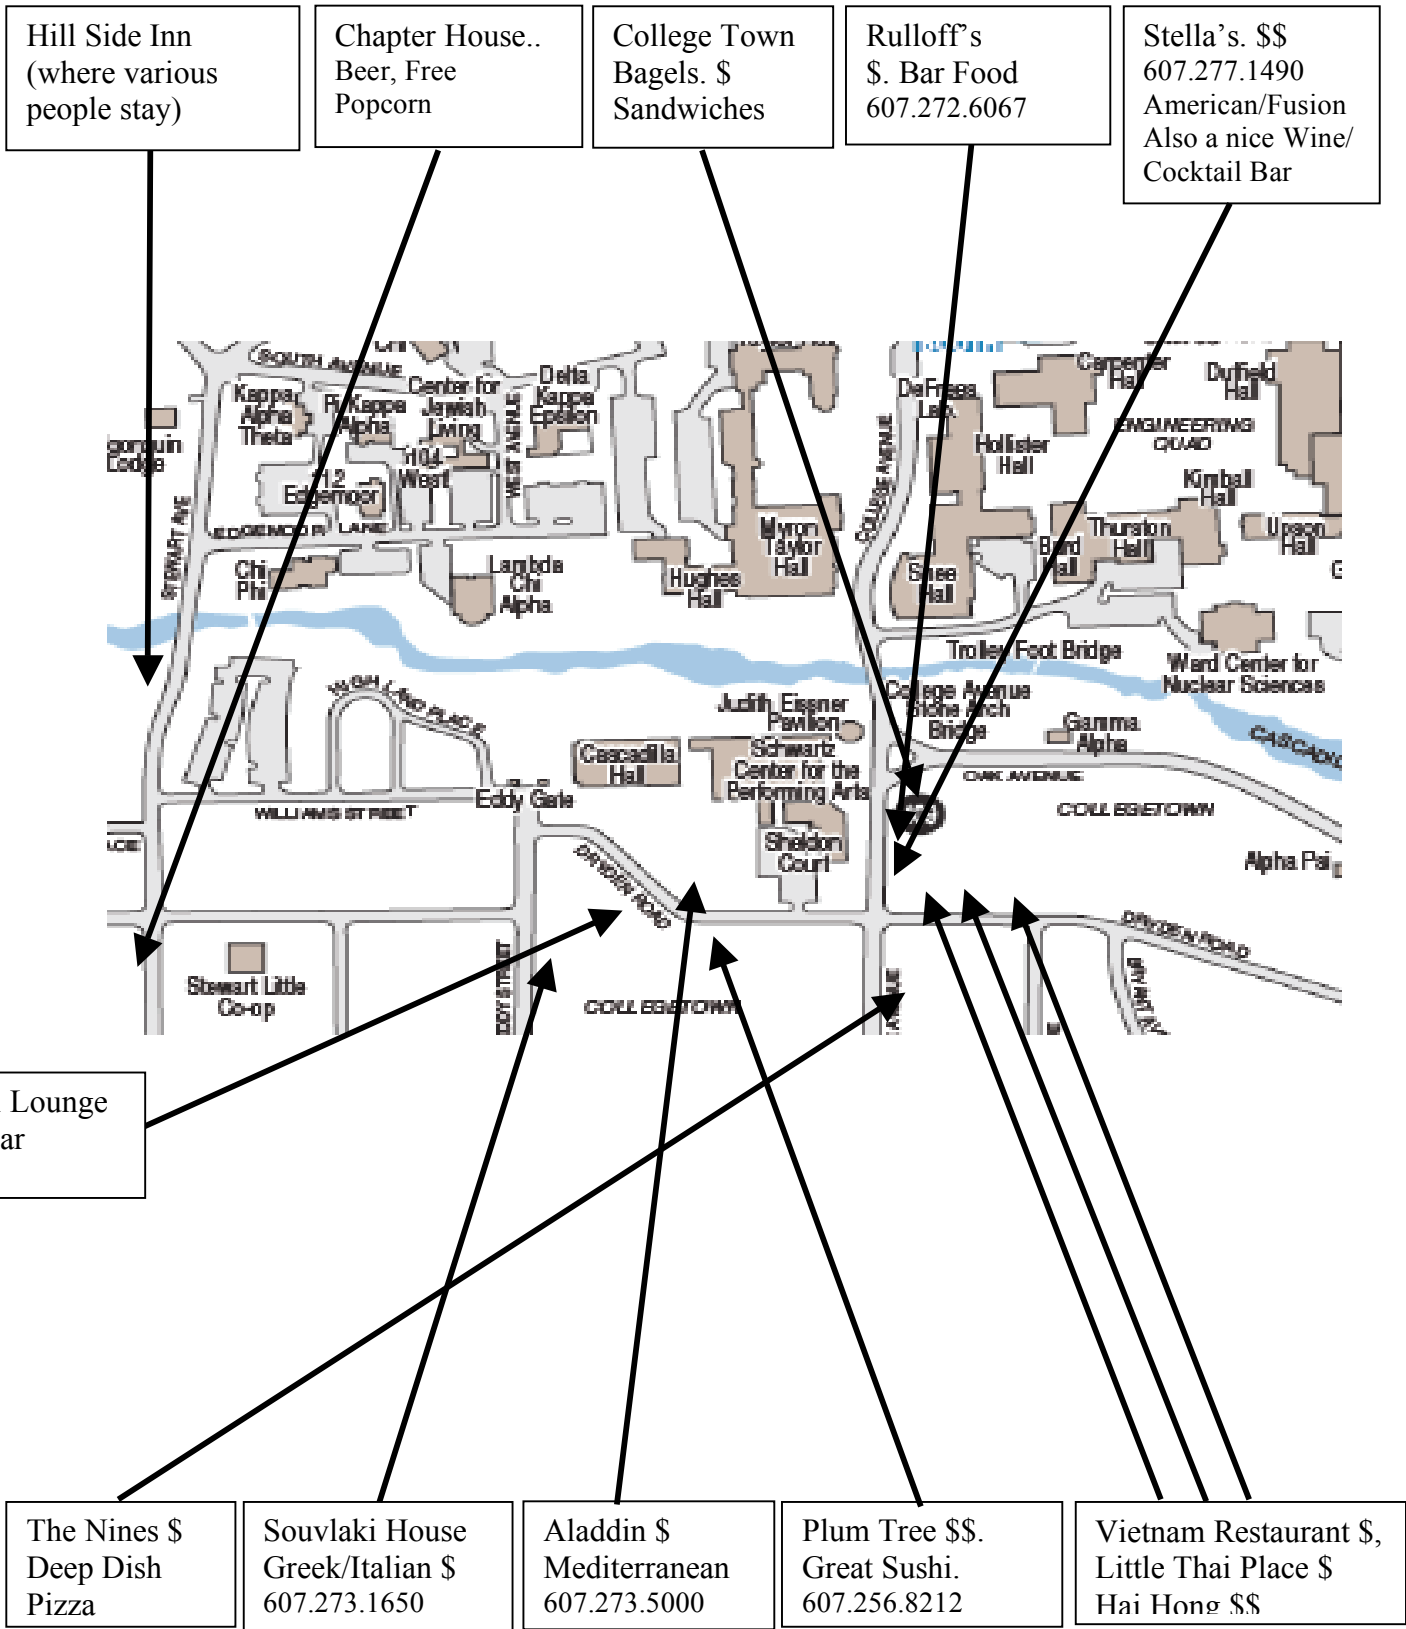 Hill Side Inn
(where various
people stay)
Chapter House..
Beer, Free
Popcorn
College Town
Bagels. $
Sandwiches
Rulloff's
$. Bar Food
607.272.6067
Stella's. $$
607.277.1490
American/Fusion
Also a nice Wine/
Cocktail Bar
SOUTH AVENUE
Kappa
Alpha
Theta
Pi Kappa
Alpha
Center for
Jewish
Living
Delta
Kappa
Epsilon
WEST AVENUE
104
West
112
Edgemoor
Lodge
STEWART AVE
EDGEMOOR LANE
Chi
Phi
Lambda
Chi
Alpha
Hughes
Hall
Myron
Taylor
Hall
COLLEGE AVENUE
DeFrees
Lab.
Hollister
Hall
Carpenter
Hall
Duffield
Hall
ENGINEERING
QUAD
Kimball
Hall
Thurston
Hall
Bard
Hall
Upson
Hall
Snee
Hall
Trolley Foot Bridge
Ward Center for
Nuclear Sciences
College Avenue
Stone Arch
Bridge
Gamma
Alpha
OAK AVENUE
COLLEGETOWN
Alpha Psi
HIGHLAND PLACE
Judith Eissner
Pavilion
Cascadilla
Hall
Schwartz
Center for the
Performing Arts
Eddy Gate
WILLIAMS STREET
Sheldon
Court
DRYDEN ROAD
DRYDEN ROAD
Stewart Little
Co-op
DDY STREET
COLLEGETOWN
AVENUE
Lounge
ar
The Nines $
Deep Dish
Pizza
Souvlaki House
Greek/Italian $
607.273.1650
Aladdin $
Mediterranean
607.273.5000
Plum Tree $$.
Great Sushi.
607.256.8212
Vietnam Restaurant $,
Little Thai Place $
Hai Hong $$